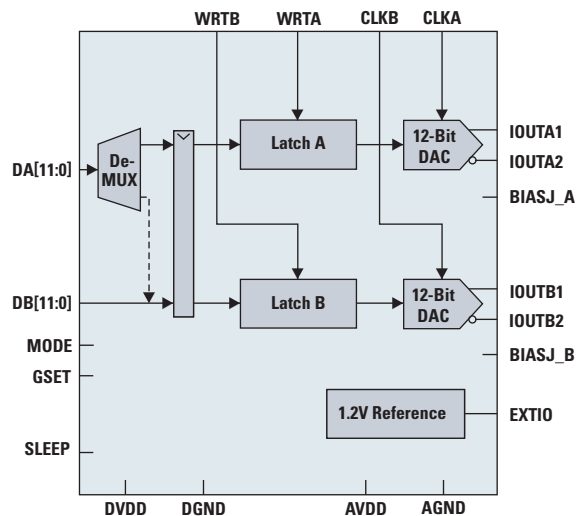 WRTB WRTA CLKB CLKA
De-
MUX
Latch A
12-Bit
DAC
IOUTA1
IOUTA2
DA[11:0]
BIASJ_A
DB[11:0]
Latch B
12-Bit
DAC
IOUTB1
IOUTB2
MODE
BIASJ_B
GSET
1.2V Reference
EXTIO
SLEEP
DVDD DGND AVDD AGND